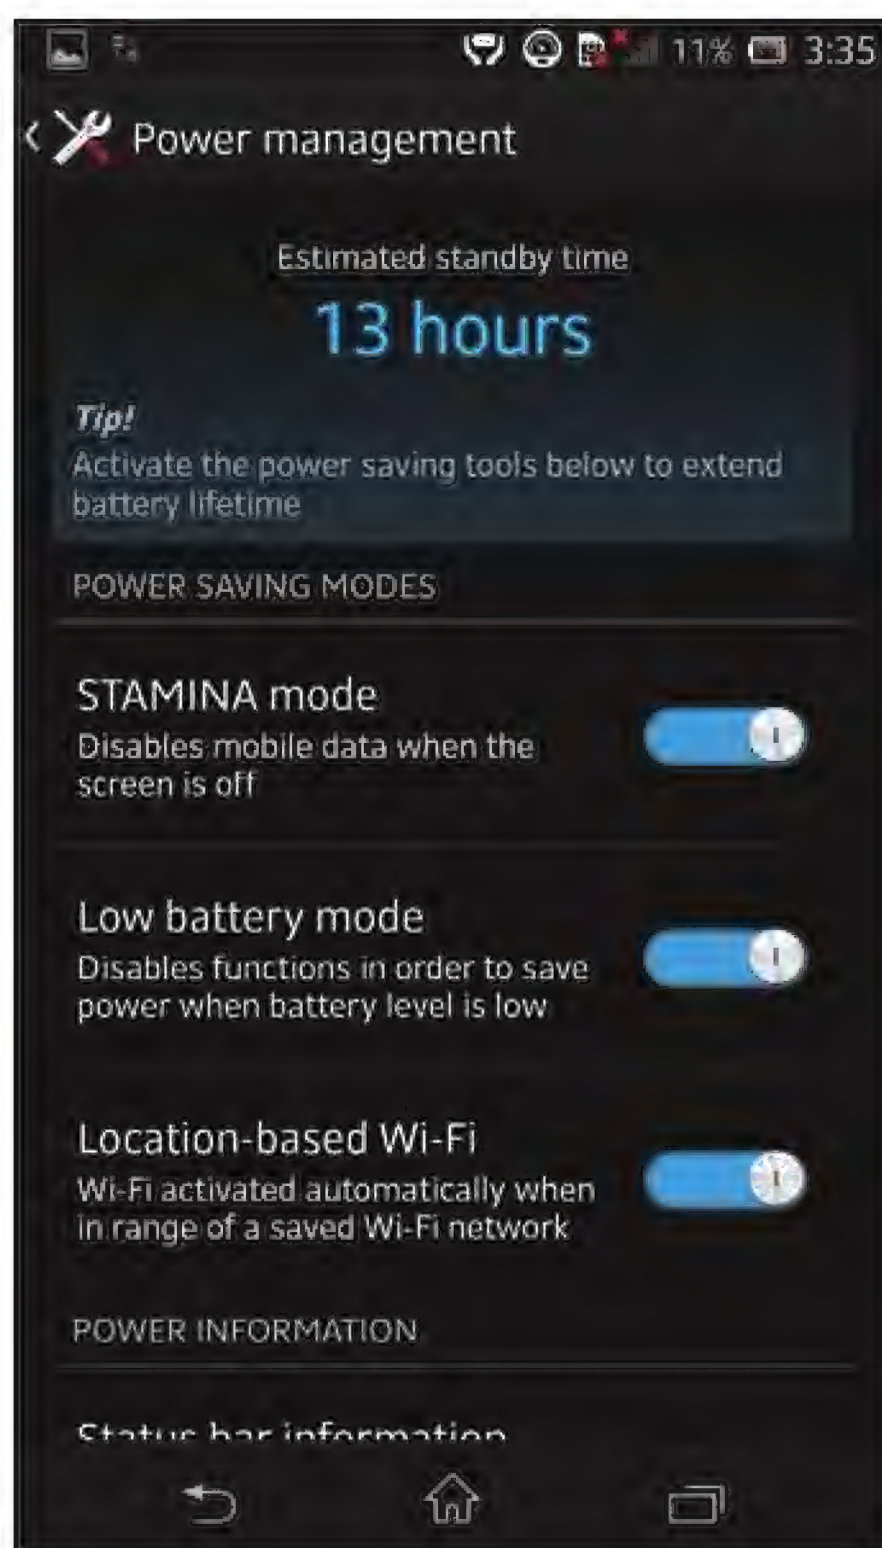 11% 3:35
Power management
Estimated standby time
13 hours
Tip!
Activate the power saving tools below to extend
battery lifetime
POWER SAVING MODES
STAMINA mode
Disables mobile data when the
screen is off
Low battery mode
Disables functions in order to save
power when battery level is low
Location-based Wi-Fi
Wi-Fi activated automatically when
in range of a saved Wi-Fi network
POWER INFORMATION
Status bar information